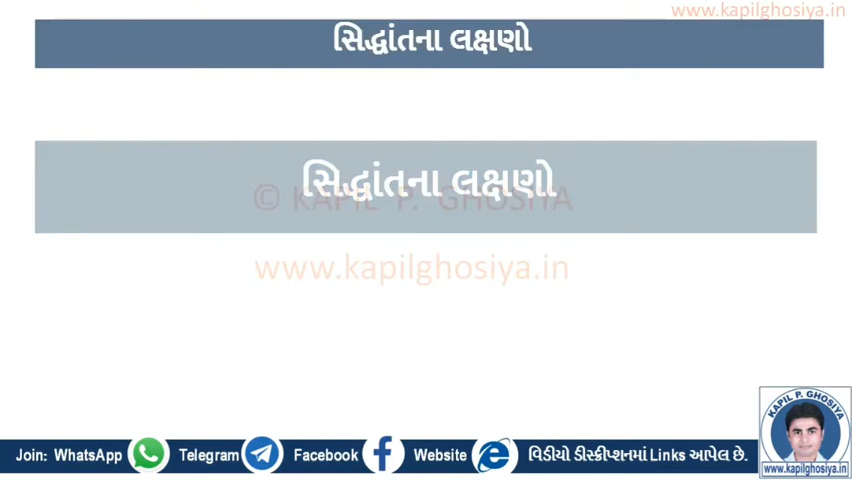 www.kapilghosiya.in
સિદ્ધાંતના લક્ષણો
સિદ્ધાંતના લક્ષણો
© KAPIL P. GHOSIYA
www.kapilghosiya.in
KAPIL P. GHOSIYA
www.kapilghosiya.in
Join: WhatsApp Telegram Facebook Website વિડીયો ડીસ્ક્રીપ્શનમાં Links આપેલ છે.